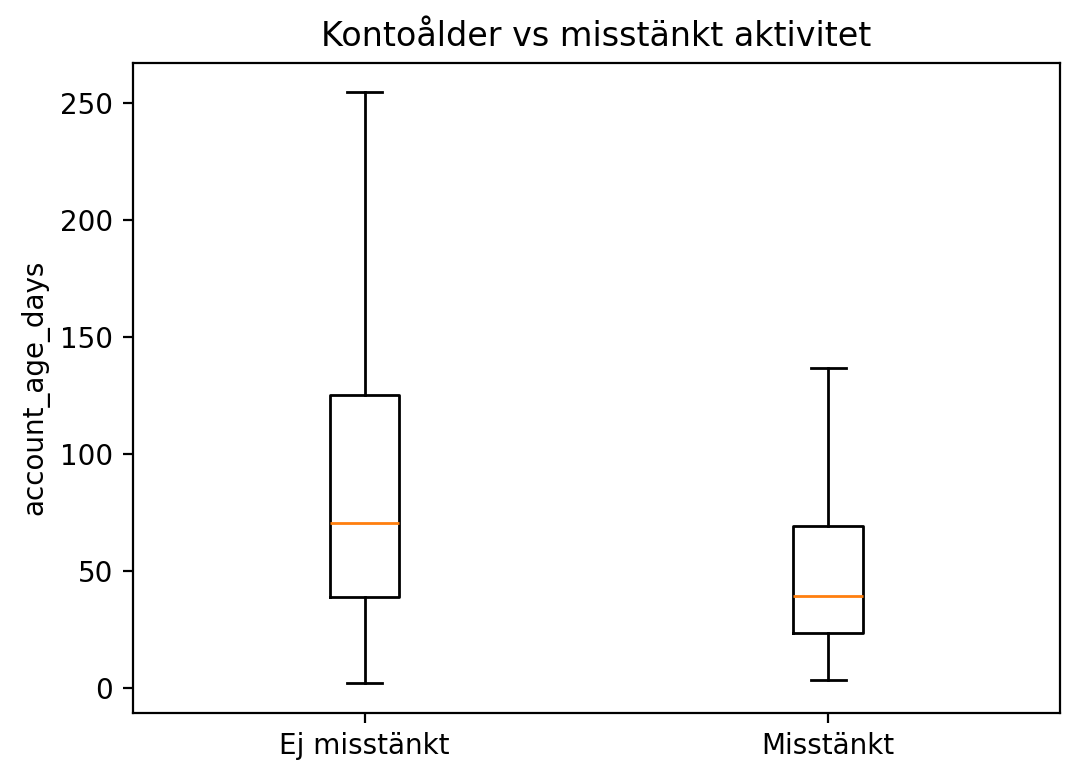 Kontoålder vs misstänkt aktivitet
account_age_days
250
200
150
100
50
0
Ej misstänkt
Misstänkt